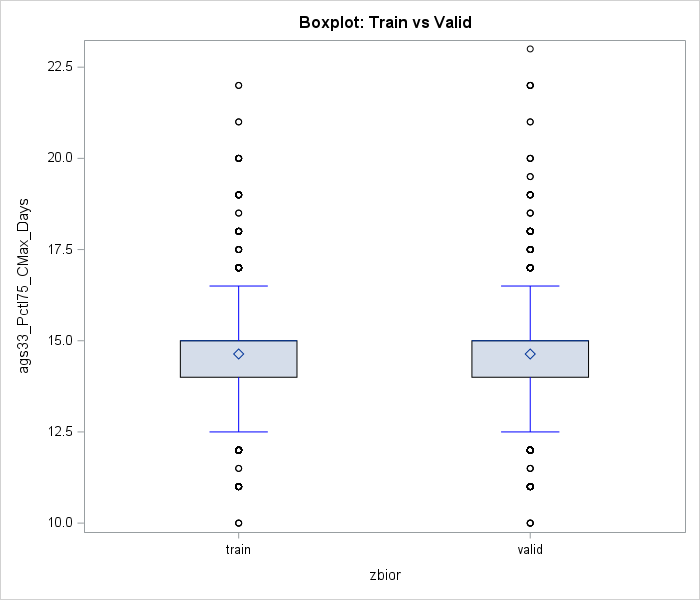 Boxplot: Train vs Valid
22.5
20.0
17.5
15.0
12.5
10.0
ags33_Pctl75_CMax_Days
train valid
zbior